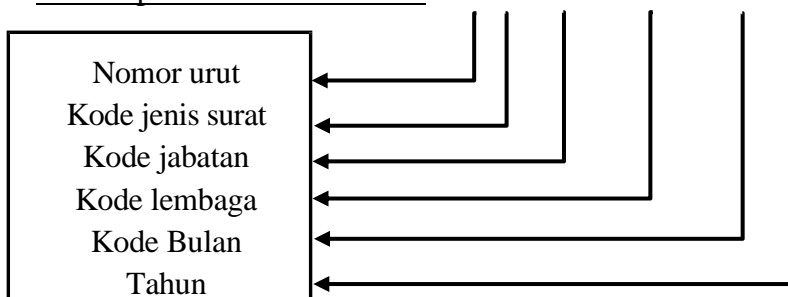 Nomor urut
Kode jenis surat
Kode jabatan
Kode lembaga
Kode Bulan
Tahun